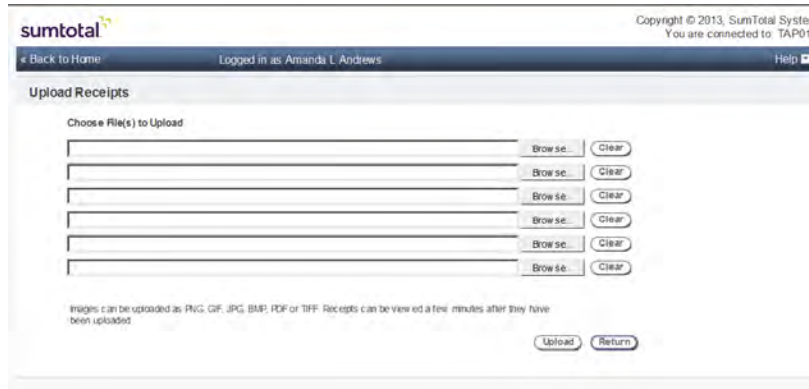 sumtotal
Copyright © 2013, SumTotal Syste
You are connected to: TAP01
« Back to Home
Logged in as Amanda L Andrews
Help
Upload Receipts
Choose File(s) to Upload
Browse... Clear
Browse... Clear
Browse... Clear
Browse... Clear
Browse... Clear
Browse... Clear
Images can be uploaded as PNG, GIF, JPG, BMP, PDF or TIFF. Receipts can be viewed a few minutes after they have
been uploaded
Upload Return